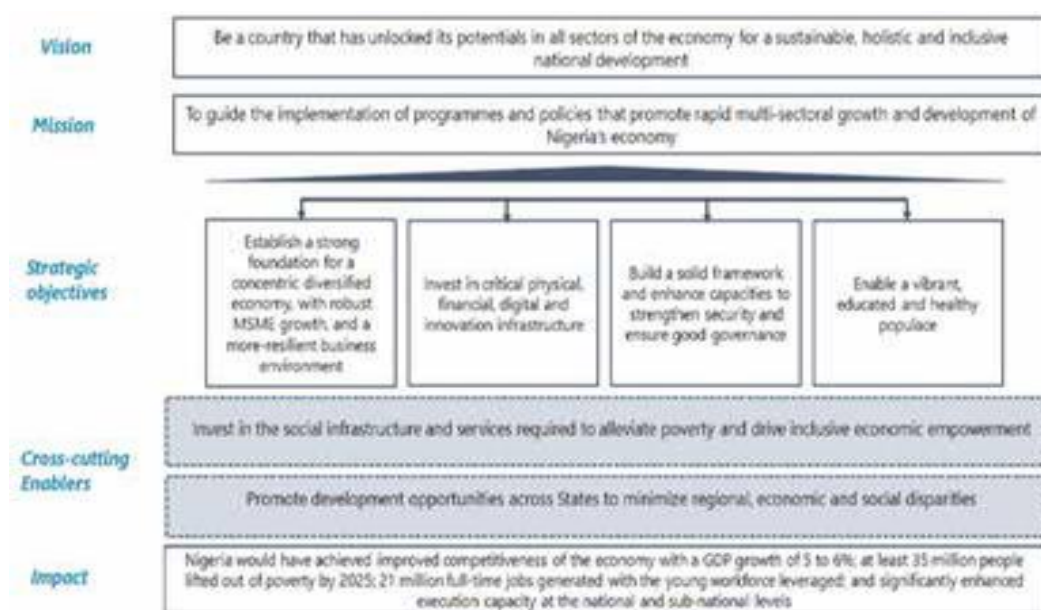 Vision
Be a country that has unlocked its potentials in all sectors of the economy for a sustainable, holistic and inclusive
national development
Mission
To guide the implementation of programmes and policies that promote rapid multi-sectoral growth and development of
Nigeria's economy
Strategic
objectives
Establish a strong
foundation for a
concentric diversified
economy, with robust
MSME growth, and a
more-resilient business
environment
Invest in critical physical,
financial, digital and
innovation infrastructure
Build a solid framework
and enhance capacities to
strengthen security and
ensure good governance
Enable a vibrant,
educated and healthy
populace
Cross-cutting
Enablers
Invest in the social infrastructure and services required to alleviate poverty and drive inclusive economic empowerment
Promote development opportunities across States to minimize regional, economic and social disparities
Impact
Nigeria would have achieved improved competitiveness of the economy with a GDP growth of 5 to 6%; at least 35 million people
lifted out of poverty by 2025; 21 million full-time jobs generated with the young workforce leveraged; and significantly enhanced
execution capacity at the national and sub-national levels